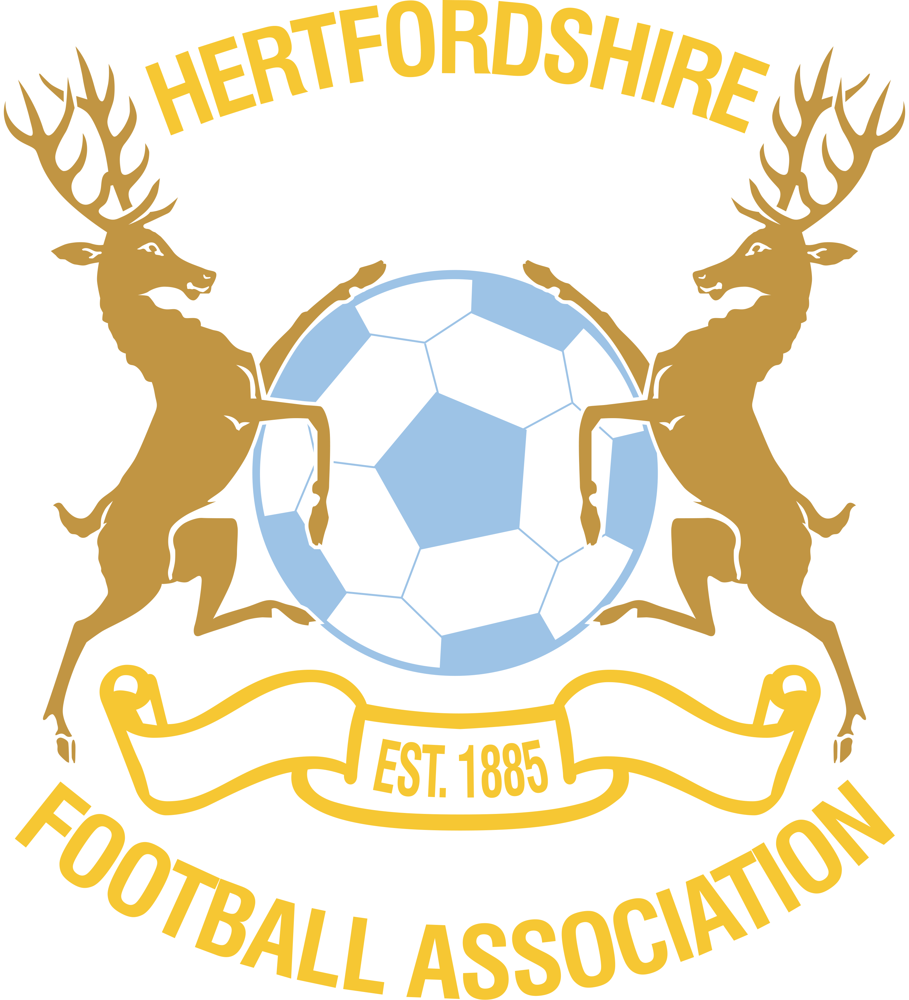 HERTFORDSHIRE
EST. 1885
FOOTBALL ASSOCIATION